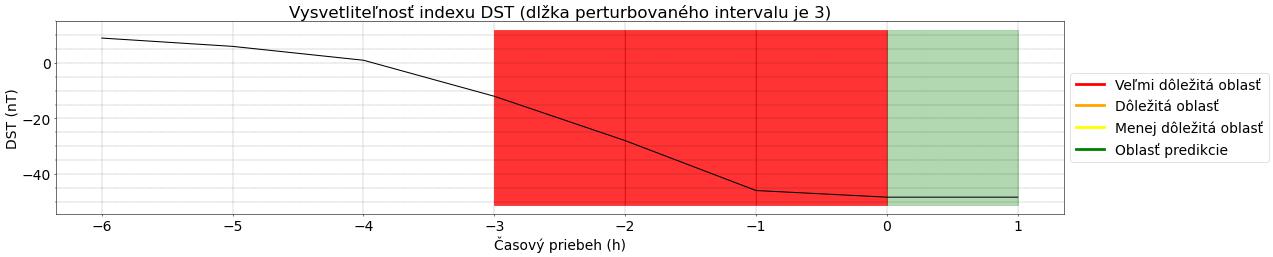 Vysvetliteľnosť indexu DST (dĺžka perturbovaného intervalu je 3)
DST (nT)
0
−20
−40
−6 −5 −4 −3 −2 −1 0 1
Časový priebeh (h)
Veľmi dôležitá oblasť
Dôležitá oblasť
Menej dôležitá oblasť
Oblasť predikcie